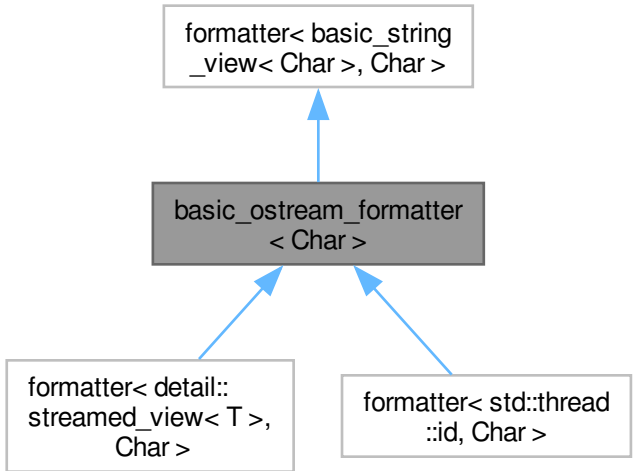 formatter< basic_string
_view< Char >, Char >
basic_ostream_formatter
< Char >
formatter< detail::
streamed_view< T >,
Char >
formatter< std::thread
::id, Char >